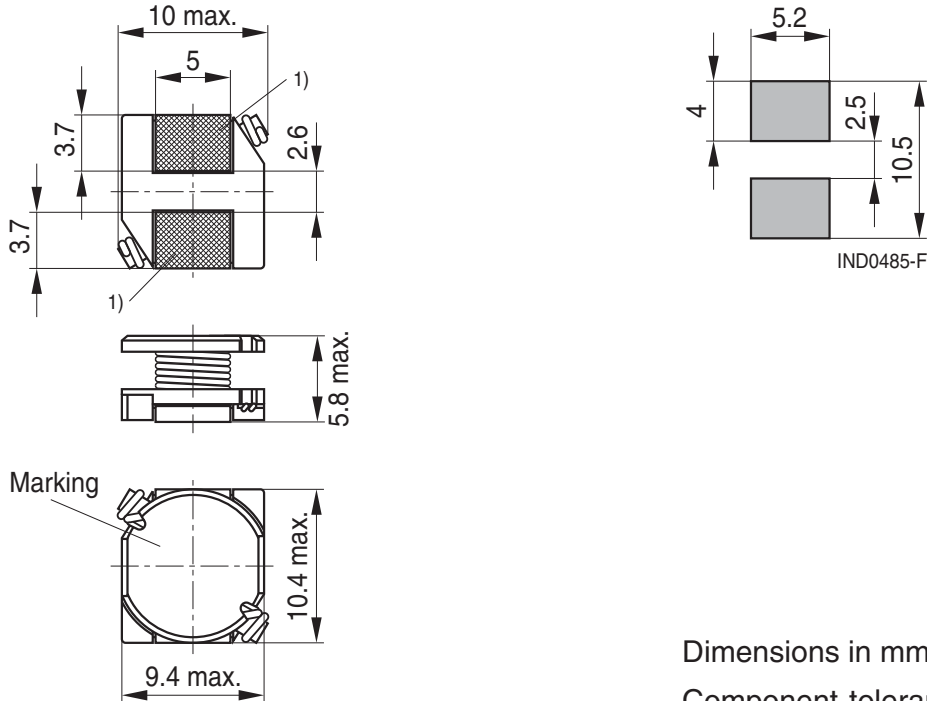 10 max.
5
1)
3.7
2.6
3.7
1)
5.2
4
2.5
10.5
IND0485-F
5.8 max.
Marking
10.4 max.
9.4 max.
Dimensions in mm